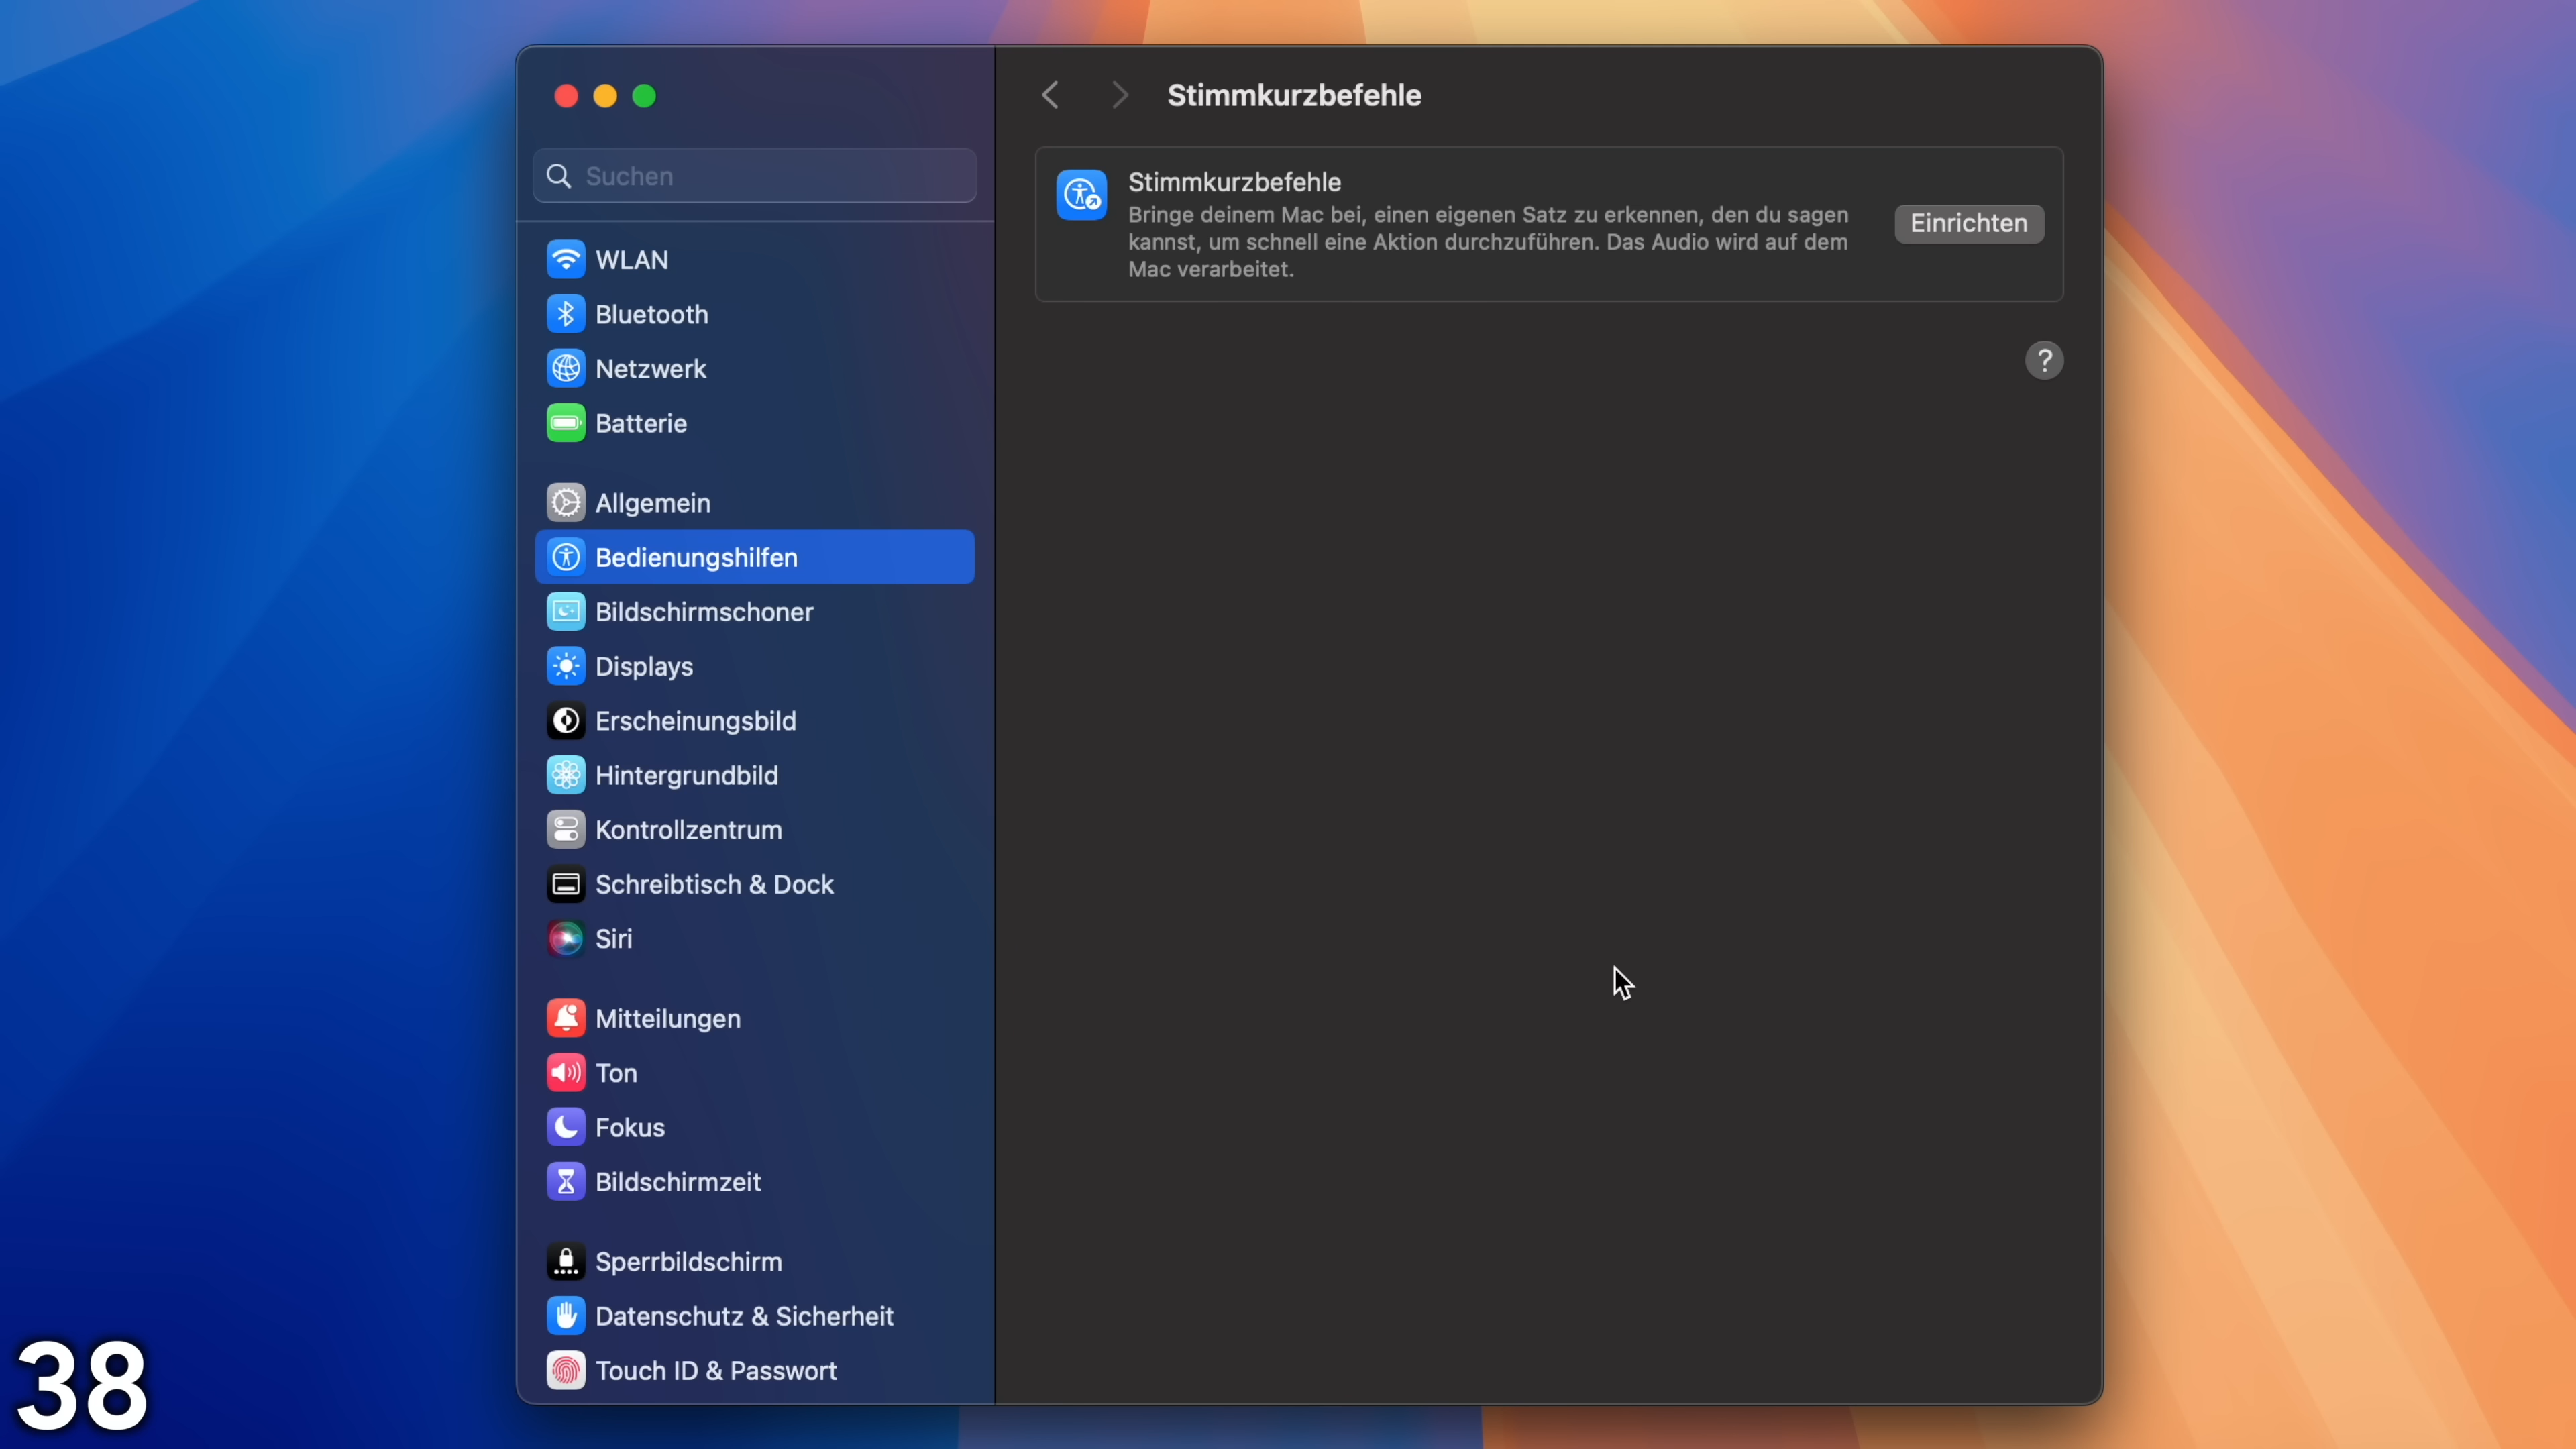 Stimmkurzbefehle
Suchen
WLAN
Bluetooth
Netzwerk
Batterie
Allgemein
Bedienungshilfen
Bildschirmschoner
Displays
Erscheinungsbild
Hintergrundbild
Kontrollzentrum
Schreibtisch & Dock
Siri
Mitteilungen
Ton
Fokus
Bildschirmzeit
Sperrbildschirm
Datenschutz & Sicherheit
Touch ID & Passwort
Stimmkurzbefehle
Bringe deinem Mac bei, einen eigenen Satz zu erkennen, den du sagen
kannst, um schnell eine Aktion durchzuführen. Das Audio wird auf dem
Mac verarbeitet.
Einrichten
?
38